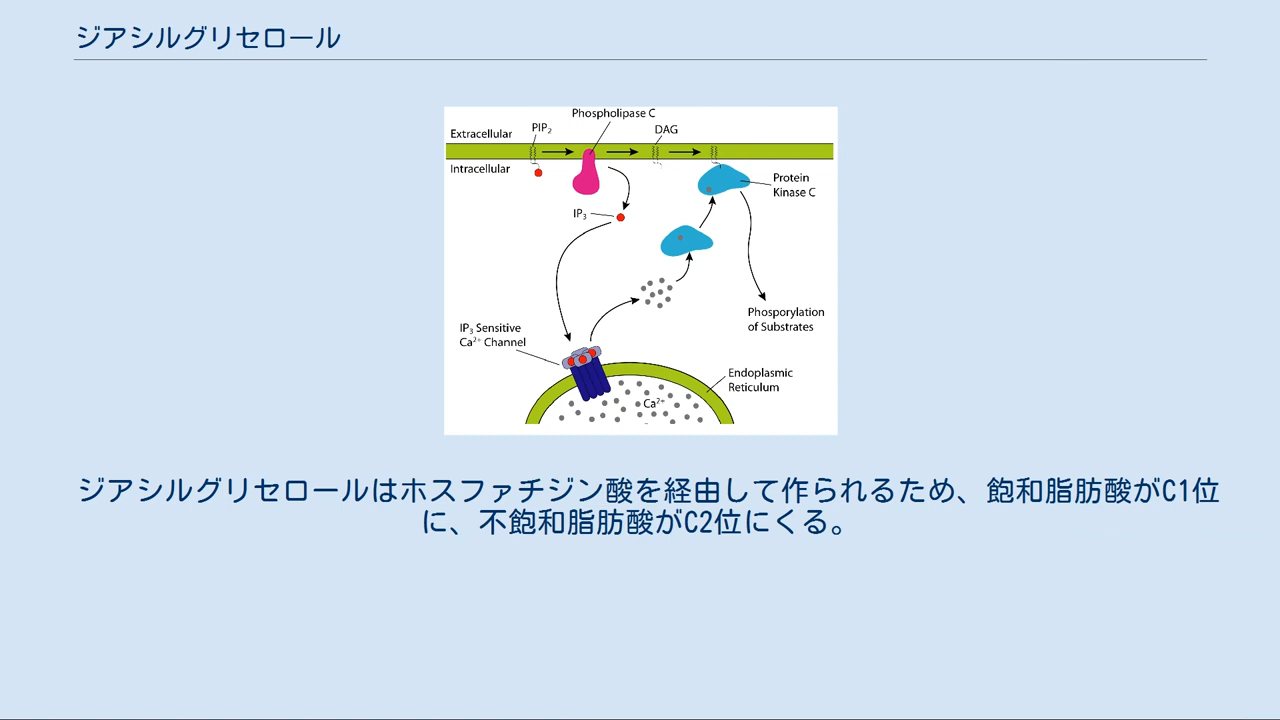 ジアシルグリセロール
Phospholipase C
Extracellular
PIP₂
DAG
Intracellular
Protein
Kinase C
IP₃
Phosporylation
of Substrates
IP₃ Sensitive
Ca²⁺ Channel
Endoplasmic
Reticulum
Ca²⁺
ジアシルグリセロールはホスファチジン酸を経由して作られるため、飽和脂肪酸がC1位
に、不飽和脂肪酸がC2位にくる。